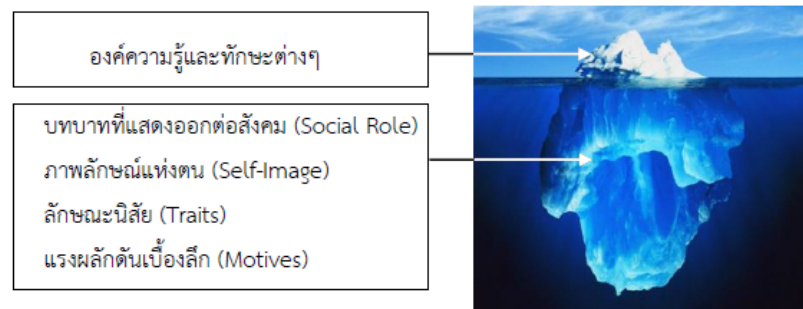 องค์ความรู้และทักษะต่างๆ
บทบาทที่แสดงออกต่อสังคม (Social Role)
ภาพลักษณ์แห่งตน (Self-Image)
ลักษณะนิสัย (Traits)
แรงผลักดันเบื้องลึก (Motives)